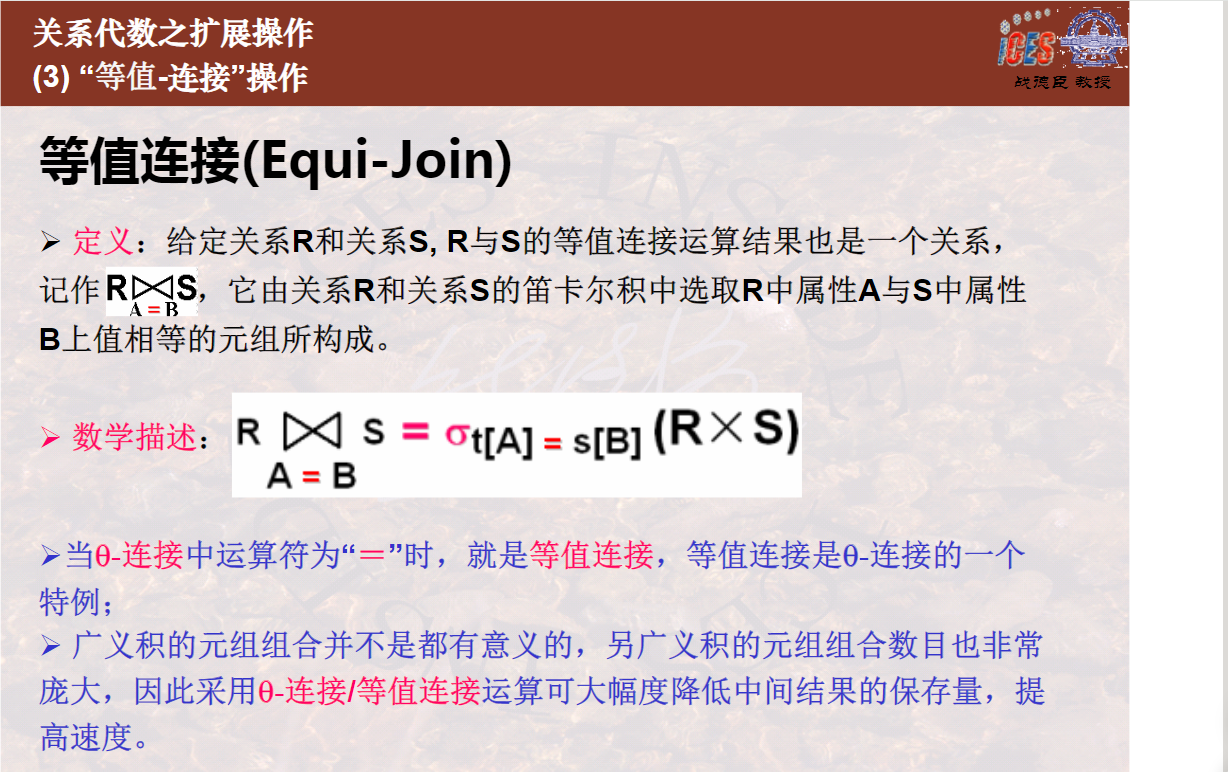 关系代数之扩展操作
(3) “等值-连接”操作
iCES
战德臣 教授
等值连接(Equi-Join)
➢ 定义：给定关系R和关系S, R与S的等值连接运算结果也是一个关系，
记作 R⋈S，它由关系R和关系S的笛卡尔积中选取R中属性A与S中属性
A = B
B上值相等的元组所构成。
➢ 数学描述： R ⋈ S = σt[A] = s[B] (R×S)
A = B
➢当θ-连接中运算符为“＝”时，就是等值连接，等值连接是θ-连接的一个
特例；
➢ 广义积的元组组合并不是都有意义的，另广义积的元组组合数目也非常
庞大，因此采用θ-连接/等值连接运算可大幅度降低中间结果的保存量，提
高速度。